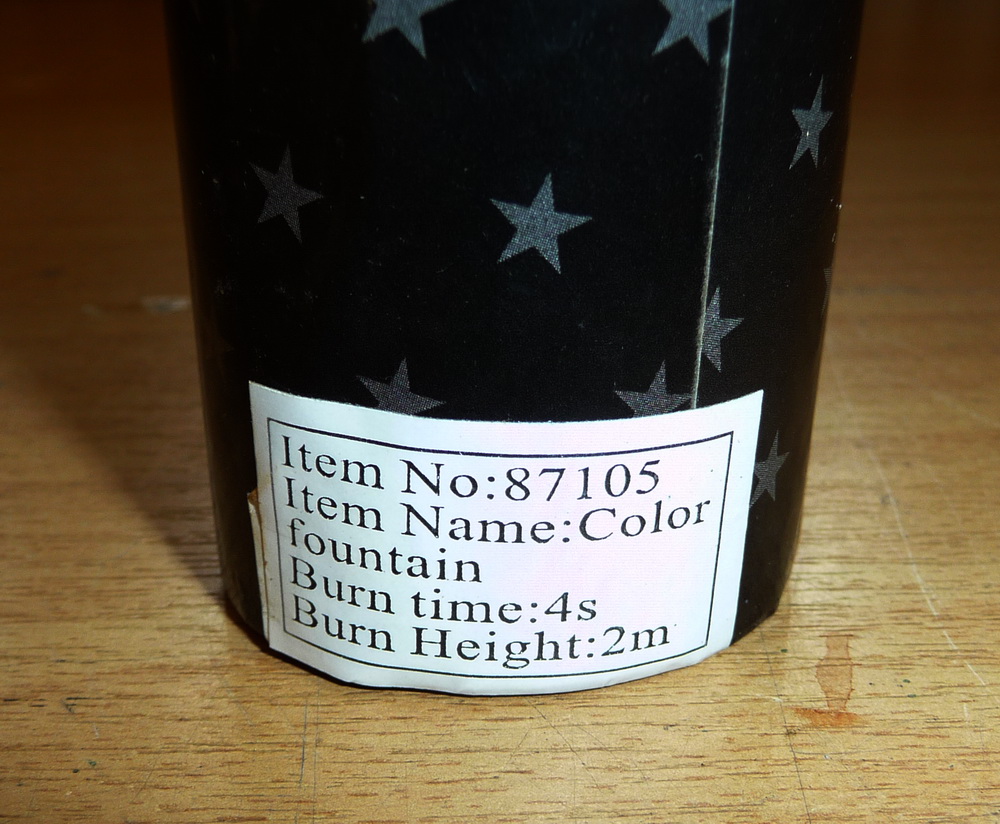 Item No:87105
Item Name:Color
fountain
Burn time:4s
Burn Height:2m